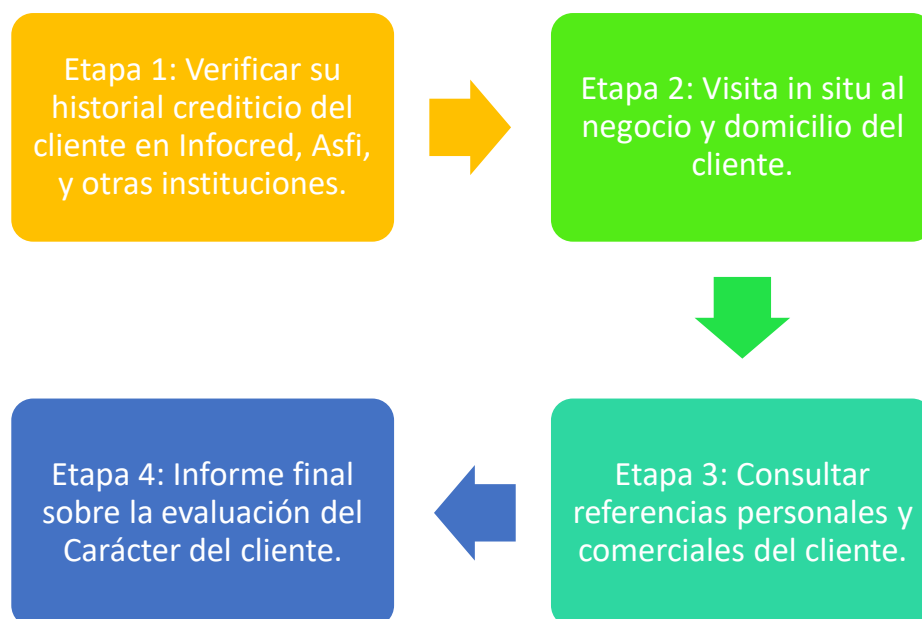 Etapa 1: Verificar su
historial crediticio del
cliente en Infocred, Asfi,
y otras instituciones.
Etapa 2: Visita in situ al
negocio y domicilio del
cliente.
Etapa 3: Consultar
referencias personales y
comerciales del cliente.
Etapa 4: Informe final
sobre la evaluación del
Carácter del cliente.